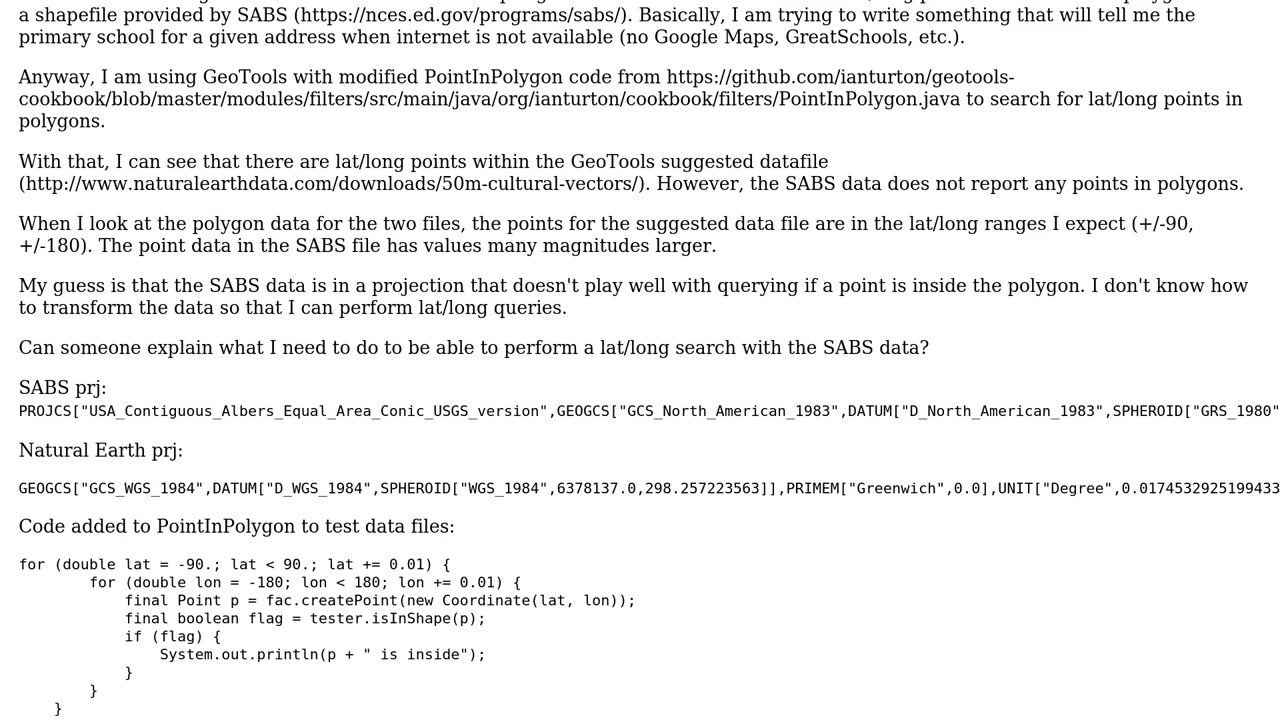 a shapefile provided by SABS (https://nces.ed.gov/programs/sabs/). Basically, I am trying to write something that will tell me the
primary school for a given address when internet is not available (no Google Maps, GreatSchools, etc.).
Anyway, I am using GeoTools with modified PointInPolygon code from https://github.com/ianturton/geotools-
cookbook/blob/master/modules/filters/src/main/java/org/ianturton/cookbook/filters/PointInPolygon.java to search for lat/long points in
polygons.
With that, I can see that there are lat/long points within the GeoTools suggested datafile
(http://www.naturalearthdata.com/downloads/50m-cultural-vectors/). However, the SABS data does not report any points in polygons.
When I look at the polygon data for the two files, the points for the suggested data file are in the lat/long ranges I expect (+/-90,
+/-180). The point data in the SABS file has values many magnitudes larger.
My guess is that the SABS data is in a projection that doesn't play well with querying if a point is inside the polygon. I don't know how
to transform the data so that I can perform lat/long queries.
Can someone explain what I need to do to be able to perform a lat/long search with the SABS data?
SABS prj:
PROJCS["USA_Contiguous_Albers_Equal_Area_Conic_USGS_version",GEOGCS["GCS_North_American_1983",DATUM["D_North_American_1983",SPHEROID["GRS_1980"
Natural Earth prj:
GEOGCS["GCS_WGS_1984",DATUM["D_WGS_1984",SPHEROID["WGS_1984",6378137.0,298.257223563]],PRIMEM["Greenwich",0.0],UNIT["Degree",0.0174532925199433
Code added to PointInPolygon to test data files:
for (double lat = -90.; lat < 90.; lat += 0.01) {
        for (double lon = -180; lon < 180; lon += 0.01) {
            final Point p = fac.createPoint(new Coordinate(lat, lon));
            final boolean flag = tester.isInShape(p);
            if (flag) {
                System.out.println(p + " is inside");
            }
        }
    }